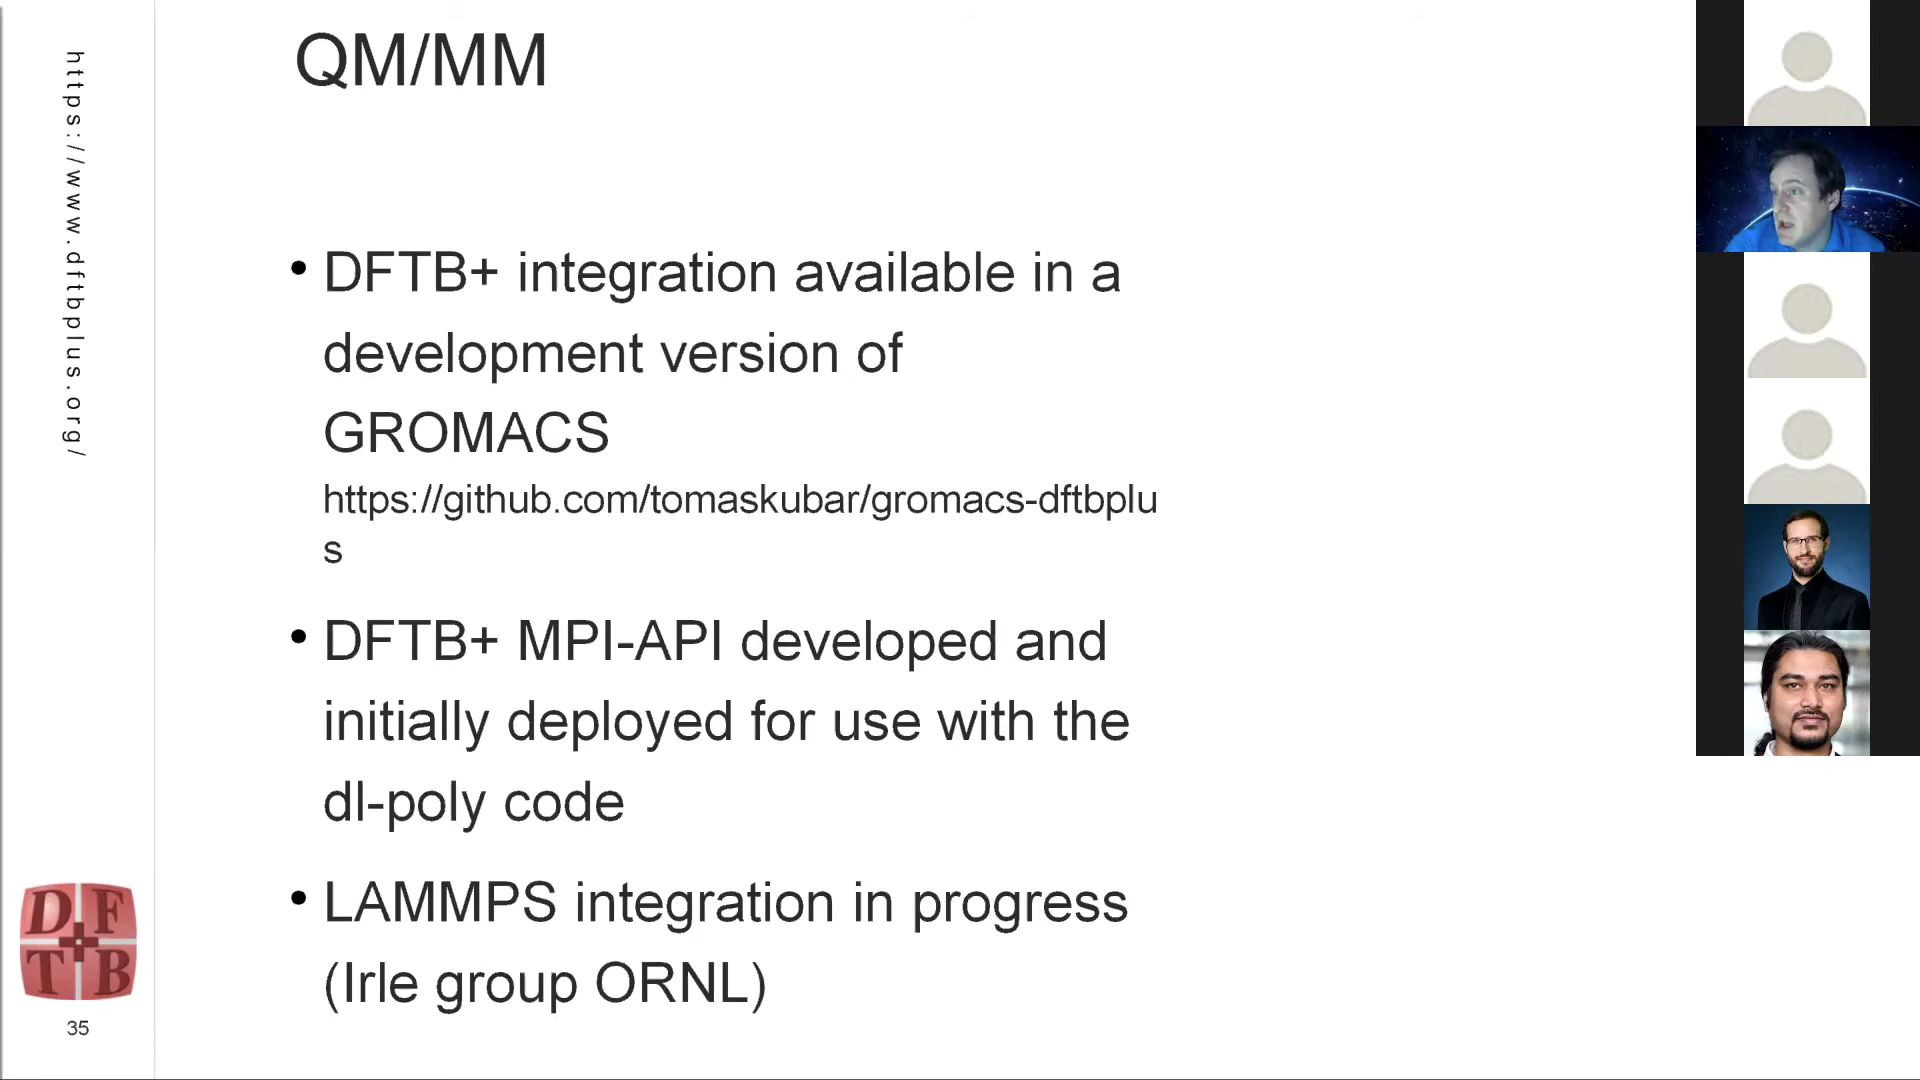 QM/MM
https://www.dftbplus.org/
• DFTB+ integration available in a
development version of
GROMACS
https://github.com/tomaskubar/gromacs-dftbplu
s
• DFTB+ MPI-API developed and
initially deployed for use with the
dl-poly code
• LAMMPS integration in progress
(Irle group ORNL)
D F
T B
35